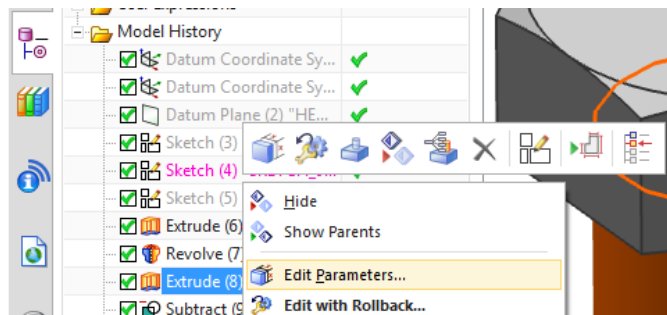 Model History
Datum Coordinate Sy...
Datum Coordinate Sy...
Datum Plane (2) "HE...
Sketch (3)
Sketch (4)
Sketch (5)
Hide
Extrude (6)
Show Parents
Revolve (7)
Extrude (8)
Edit Parameters...
Subtract (9
Edit with Rollback...